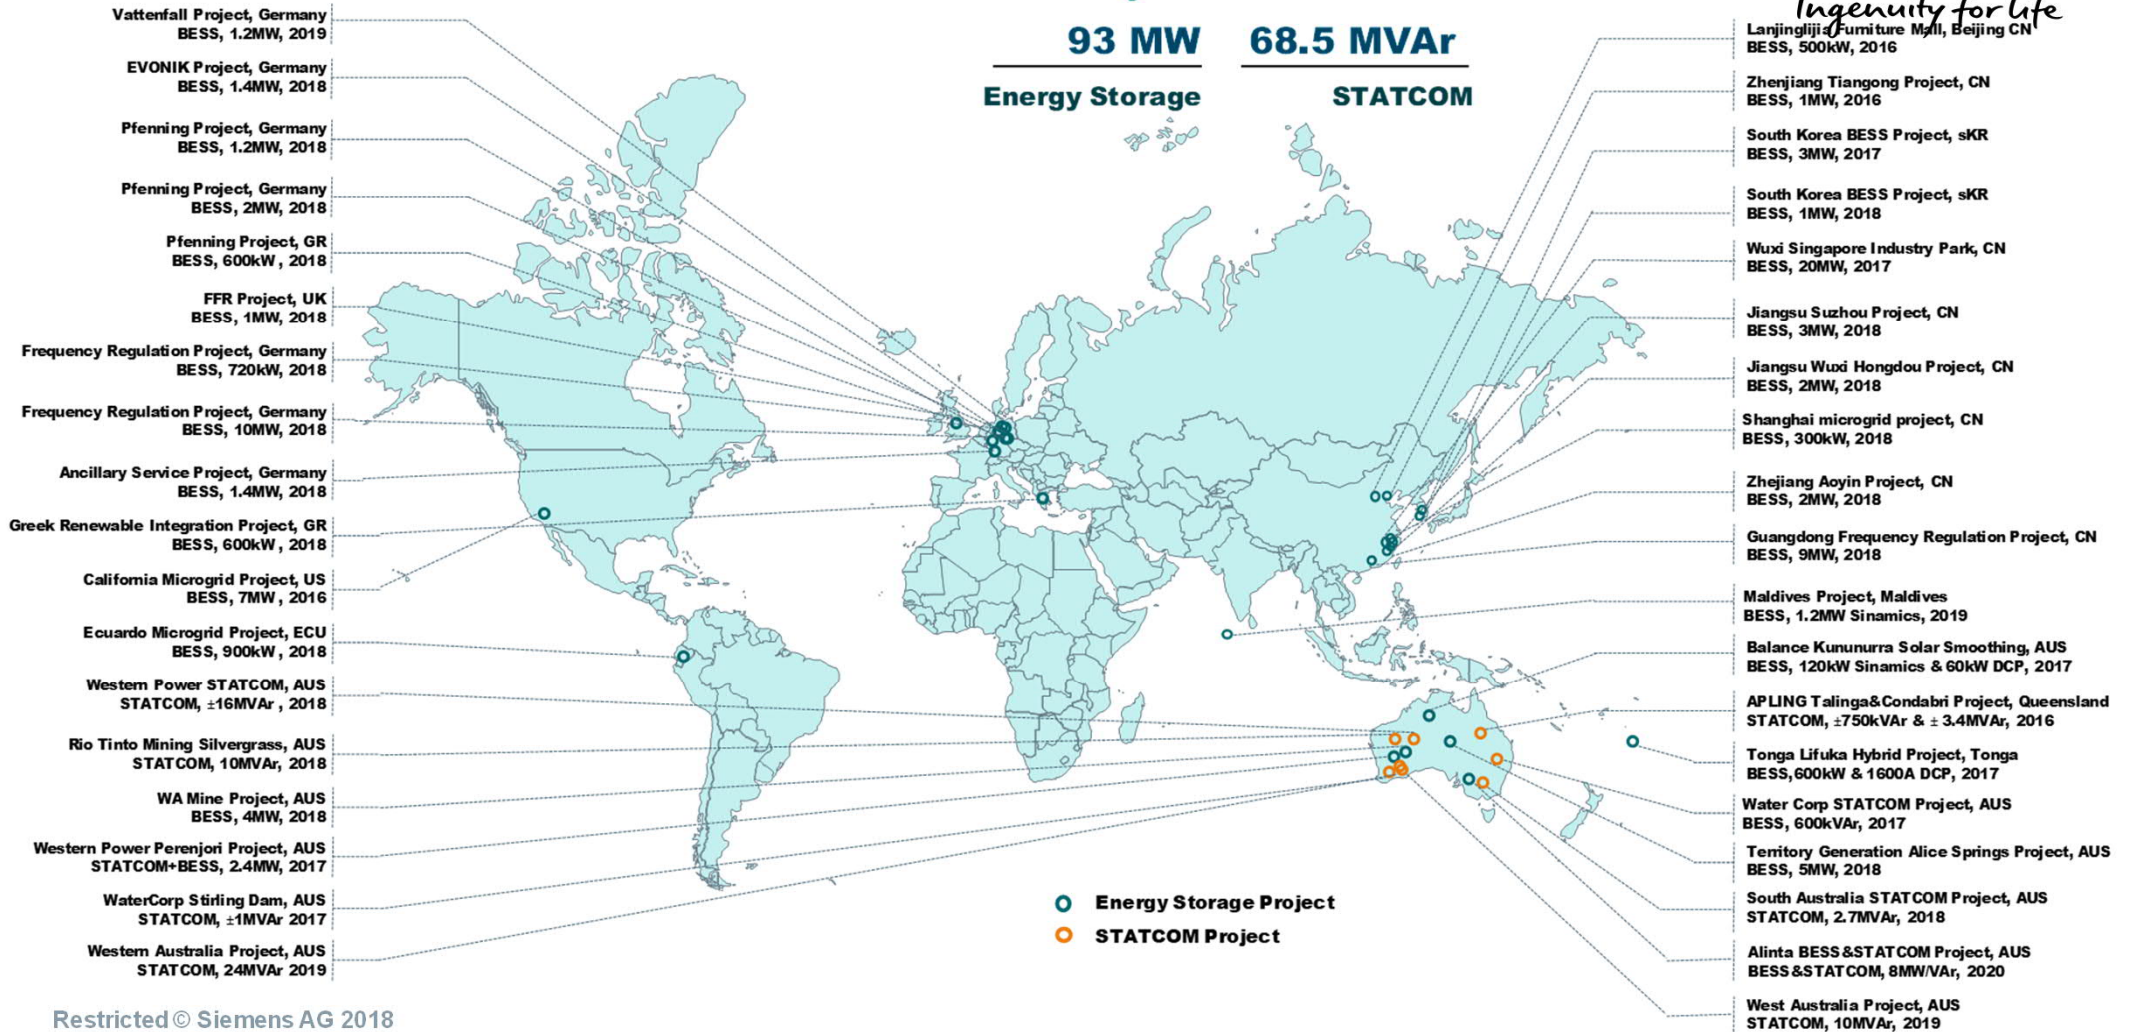 Ingenuity for life
93 MW
68.5 MVAr
Energy Storage
STATCOM
Vattenfall Project, Germany
BESS, 1.2MW, 2019
EVONIK Project, Germany
BESS, 1.4MW, 2018
Pfenning Project, Germany
BESS, 1.2MW, 2018
Pfenning Project, Germany
BESS, 2MW, 2018
Pfenning Project, GR
BESS, 600kW , 2018
FFR Project, UK
BESS, 1MW, 2018
Frequency Regulation Project, Germany
BESS, 720kW, 2018
Frequency Regulation Project, Germany
BESS, 10MW, 2018
Ancillary Service Project, Germany
BESS, 1.4MW, 2018
Greek Renewable Integration Project, GR
BESS, 600kW , 2018
California Microgrid Project, US
BESS, 7MW , 2016
Ecuardo Microgrid Project, ECU
BESS, 900kW , 2018
Western Power STATCOM, AUS
STATCOM, ±16MVAr , 2018
Rio Tinto Mining Silvergrass, AUS
STATCOM, 10MVAr, 2018
WA Mine Project, AUS
BESS, 4MW, 2018
Western Power Perenjori Project, AUS
STATCOM+BESS, 2.4MW, 2017
WaterCorp Stirling Dam, AUS
STATCOM, ±1MVAr 2017
Western Australia Project, AUS
STATCOM, 24MVAr 2019
Lanjinglijia Furniture Mall, Beijing CN
BESS, 500kW, 2016
Zhenjiang Tiangong Project, CN
BESS, 1MW, 2016
South Korea BESS Project, sKR
BESS, 3MW, 2017
South Korea BESS Project, sKR
BESS, 1MW, 2018
Wuxi Singapore Industry Park, CN
BESS, 20MW, 2017
Jiangsu Suzhou Project, CN
BESS, 3MW, 2018
Jiangsu Wuxi Hongdou Project, CN
BESS, 2MW, 2018
Shanghai microgrid project, CN
BESS, 300kW, 2018
Zhejiang Aoyin Project, CN
BESS, 2MW, 2018
Guangdong Frequency Regulation Project, CN
BESS, 9MW, 2018
Maldives Project, Maldives
BESS, 1.2MW Sinamics, 2019
Balance Kununurra Solar Smoothing, AUS
BESS, 120kW Sinamics & 60kW DCP, 2017
APLING Talinga&Condabri Project, Queensland
STATCOM, ±750kVAr & ± 3.4MVAr, 2016
Tonga Lifuka Hybrid Project, Tonga
BESS,600kW & 1600A DCP, 2017
Water Corp STATCOM Project, AUS
BESS, 600kVAr, 2017
Territory Generation Alice Springs Project, AUS
BESS, 5MW, 2018
South Australia STATCOM Project, AUS
STATCOM, 2.7MVAr, 2018
Alinta BESS&STATCOM Project, AUS
BESS&STATCOM, 8MW/VAr, 2020
West Australia Project, AUS
STATCOM, 10MVAr, 2019
Energy Storage Project
STATCOM Project
Restricted © Siemens AG 2018